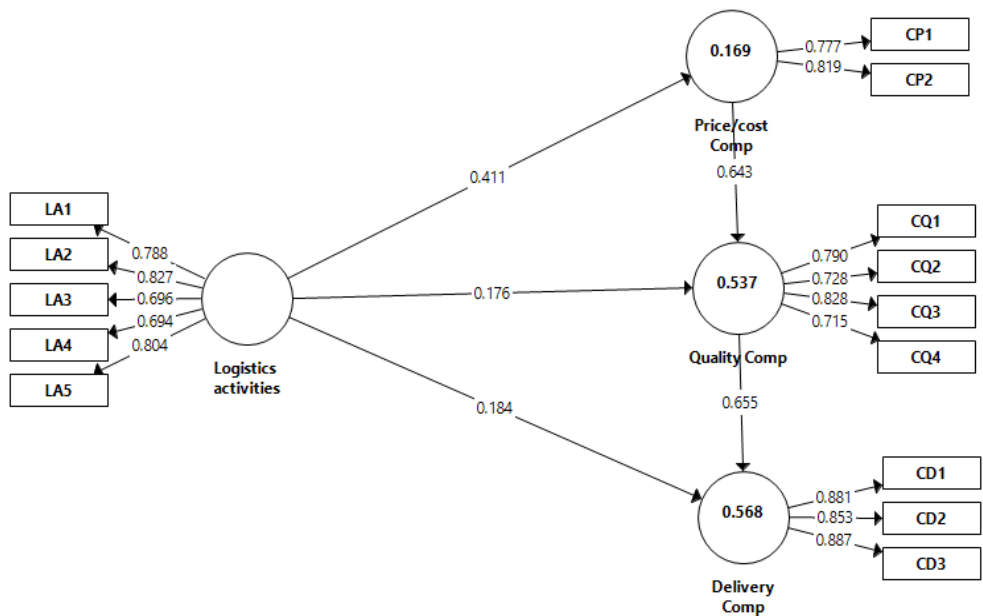 0.169
0.777
0.819
CP1
CP2
Price/cost
Comp
0.411
0.643
LA1
LA2
LA3
LA4
LA5
0.788
0.827
0.696
0.694
0.804
Logistics
activities
0.176
0.537
0.790
0.728
0.828
0.715
CQ1
CQ2
CQ3
CQ4
Quality Comp
0.184
0.655
0.568
0.881
0.853
0.887
CD1
CD2
CD3
Delivery
Comp